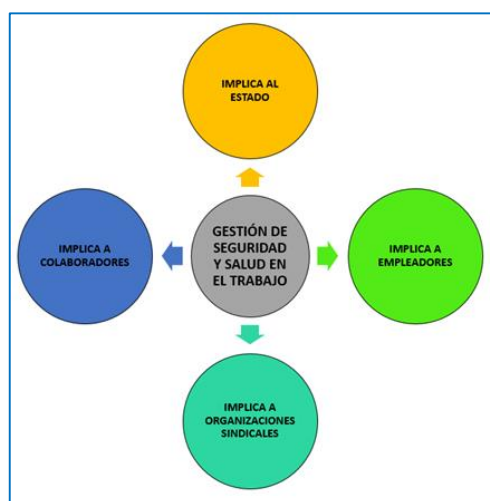 IMPLICA AL
ESTADO
IMPLICA A
COLABORADORES
GESTIÓN DE
SEGURIDAD
Y SALUD EN
EL TRABAJO
IMPLICA A
EMPLEADORES
IMPLICA A
ORGANIZACIONES
SINDICALES